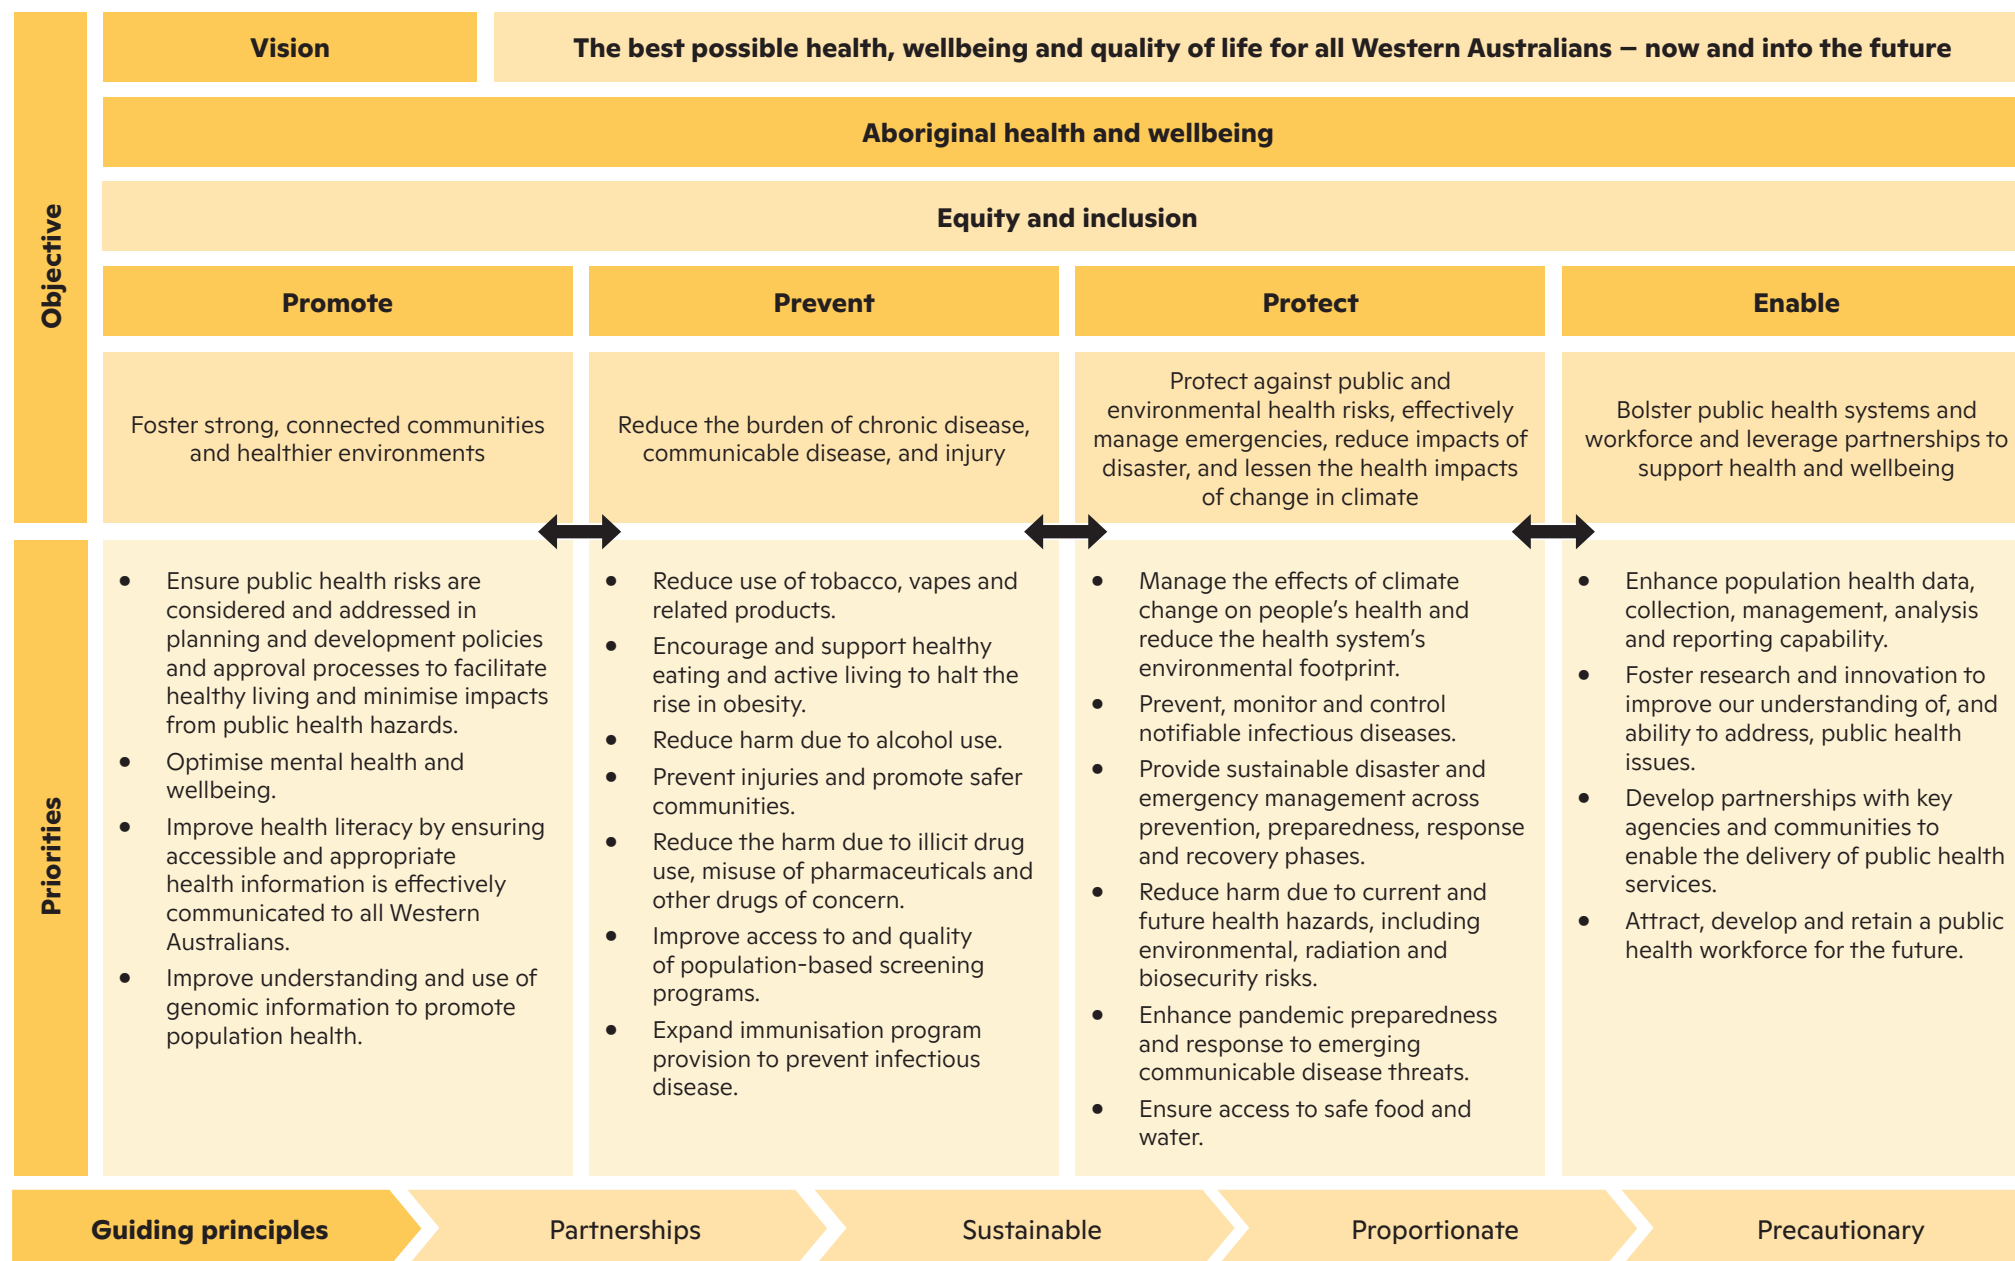 Vision
The best possible health, wellbeing and quality of life for all Western Australians – now and into the future
Aboriginal health and wellbeing
Equity and inclusion
Objective
Promote
Prevent
Protect
Enable
Foster strong, connected communities
and healthier environments
Reduce the burden of chronic disease,
communicable disease, and injury
Protect against public and
environmental health risks, effectively
manage emergencies, reduce impacts of
disaster, and lessen the health impacts
of change in climate
Bolster public health systems and
workforce and leverage partnerships to
support health and wellbeing
Priorities
• Ensure public health risks are
considered and addressed in
planning and development policies
and approval processes to facilitate
healthy living and minimise impacts
from public health hazards.
• Optimise mental health and
wellbeing.
• Improve health literacy by ensuring
accessible and appropriate
health information is effectively
communicated to all Western
Australians.
• Improve understanding and use of
genomic information to promote
population health.
• Reduce use of tobacco, vapes and
related products.
• Encourage and support healthy
eating and active living to halt the
rise in obesity.
• Reduce harm due to alcohol use.
• Prevent injuries and promote safer
communities.
• Reduce the harm due to illicit drug
use, misuse of pharmaceuticals and
other drugs of concern.
• Improve access to and quality
of population-based screening
programs.
• Expand immunisation program
provision to prevent infectious
disease.
• Manage the effects of climate
change on people's health and
reduce the health system's
environmental footprint.
• Prevent, monitor and control
notifiable infectious diseases.
• Provide sustainable disaster and
emergency management across
prevention, preparedness, response
and recovery phases.
• Reduce harm due to current and
future health hazards, including
environmental, radiation and
biosecurity risks.
• Enhance pandemic preparedness
and response to emerging
communicable disease threats.
• Ensure access to safe food and
water.
• Enhance population health data,
collection, management, analysis
and reporting capability.
• Foster research and innovation to
improve our understanding of, and
ability to address, public health
issues.
• Develop partnerships with key
agencies and communities to
enable the delivery of public health
services.
• Attract, develop and retain a public
health workforce for the future.
Guiding principles
Partnerships
Sustainable
Proportionate
Precautionary